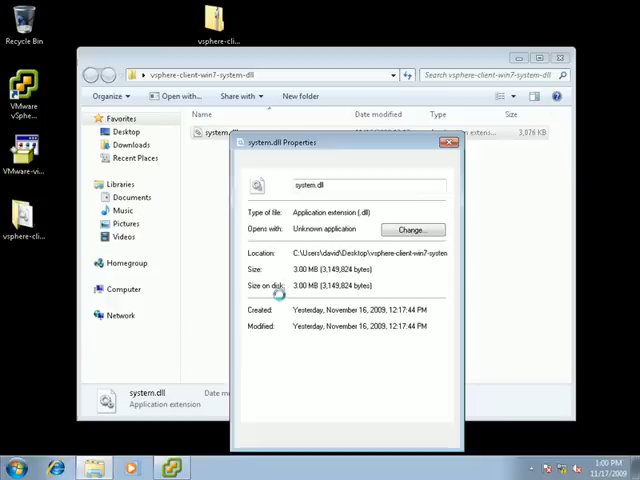 Recycle Bin
vsphere-cli...
VMware
vSphe...
VMware-vi...
vsphere-cli...
vsphere-client-win7-system-dll
Search vsphere-client-win7-system-dll
Organize
Open with...
Share with
New folder
Name
Date modified
Type
Size
Favorites
Desktop
Downloads
Recent Places
Libraries
Documents
Music
Pictures
Videos
Homegroup
Computer
Network
system.dll
extens...
3,076 KB
system.dll Properties
system.dll
Type of file:
Application extension (.dll)
Opens with:
Unknown application
Change...
Location:
C:\Users\david\Desktop\vsphere-client-win7-system
Size:
3.00 MB (3,149,824 bytes)
Size on disk:
3.00 MB (3,149,824 bytes)
Created:
Yesterday, November 16, 2009, 12:17:44 PM
Modified:
Yesterday, November 16, 2009, 12:17:44 PM
system.dll
Date m
Application extension
1:00 PM
11/17/2009